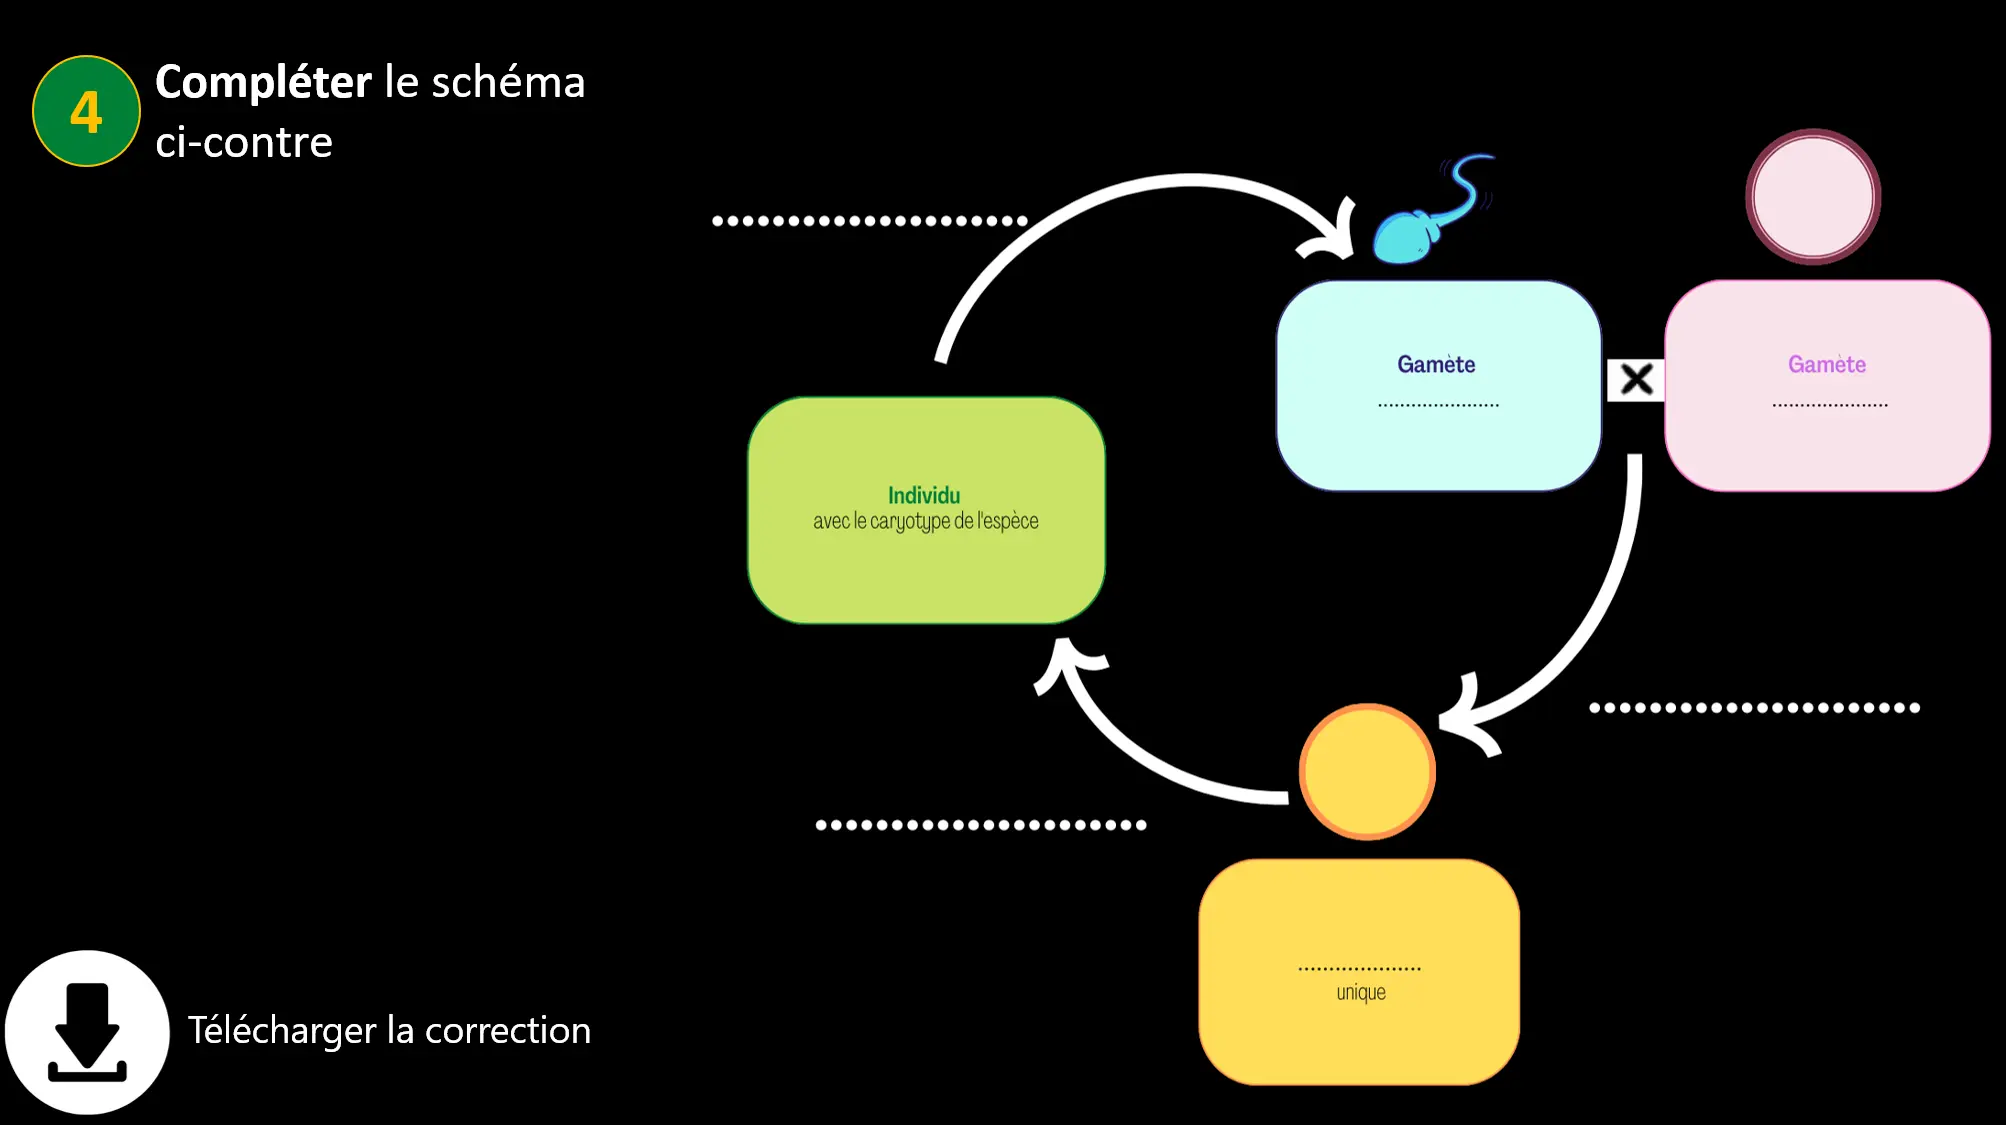 4
Compléter le schéma
ci-contre
.....................
Gamète
......................
Gamète
.....................
Individu
avec le caryotype de l'espèce
......................
......................
....................
unique
Télécharger la correction